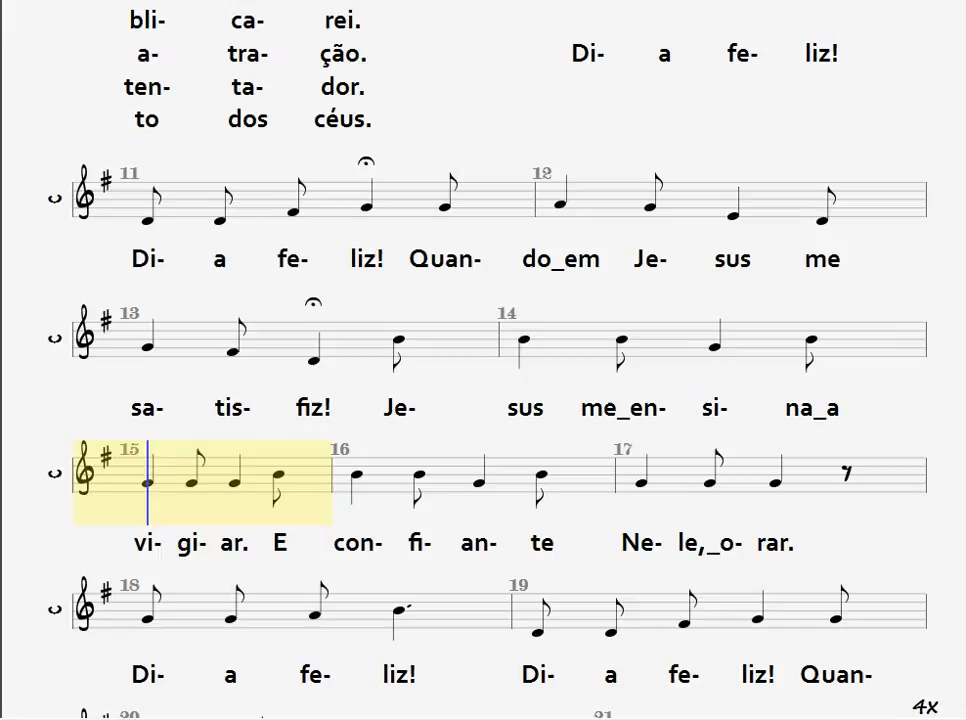 bli- ca- rei.
a- tra- ção. Di- a fe- liz!
ten- ta- dor.
to dos céus.
11 12
Di- a fe- liz! Quan- do_em Je- sus me
13 14
sa- tis- fiz! Je- sus me_en- si- na_a
15 16 17
vi- gi- ar. E con- fi- an- te Ne- le,_o- rar.
18 19
Di- a fe- liz! Di- a fe- liz! Quan-
4x
20 21